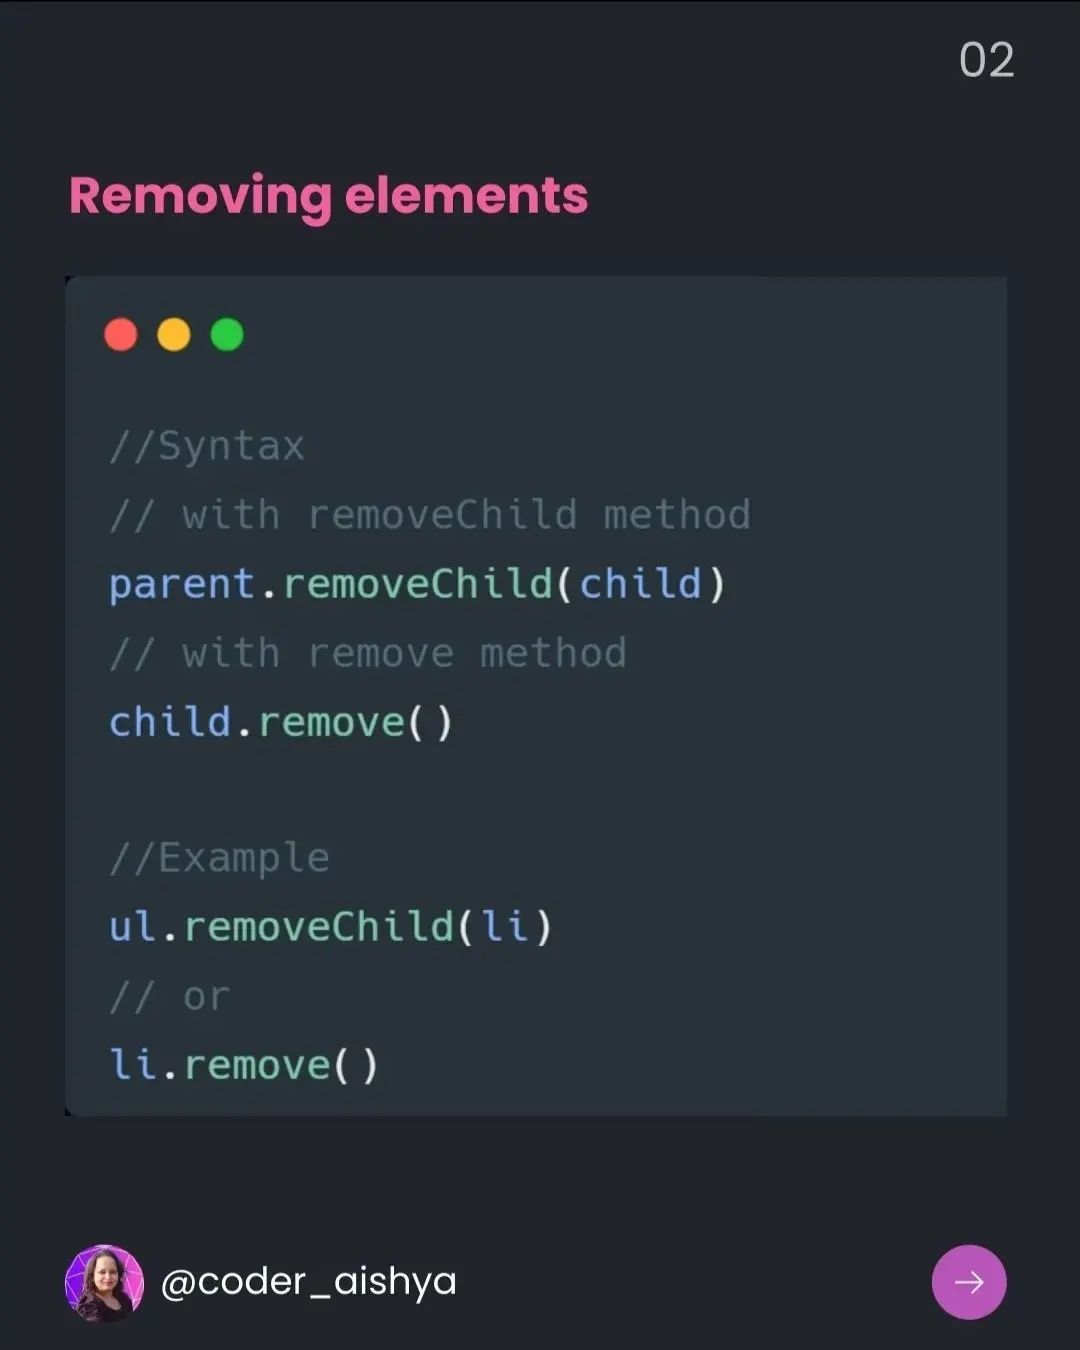 02
Removing elements
//Syntax
// with removeChild method
parent.removeChild(child)
// with remove method
child.remove()
//Example
ul.removeChild(li)
// or
li.remove()
@coder_aishya